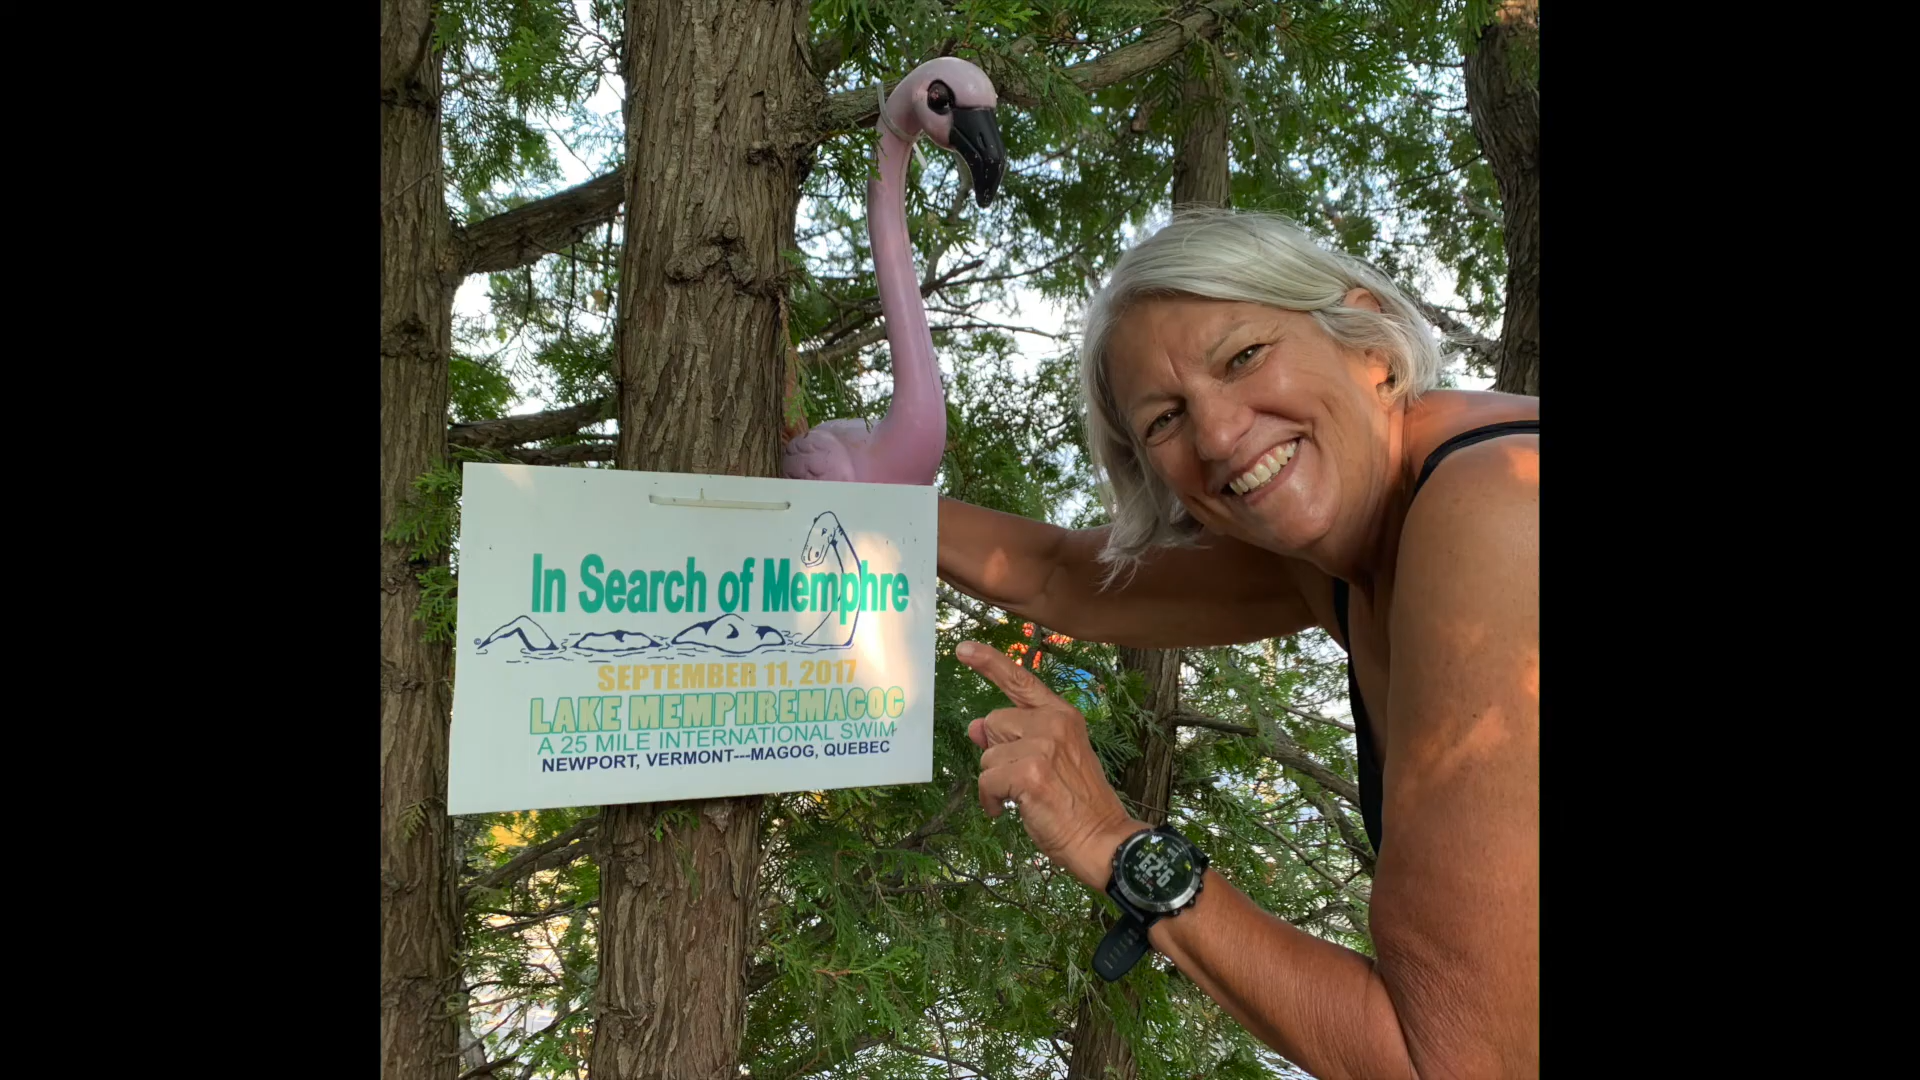 In Search of Memphre
SEPTEMBER 11, 2017
LAKE MEMPHREMAGOG
A 25 MILE INTERNATIONAL SWIM
NEWPORT, VERMONT---MAGOG, QUEBEC